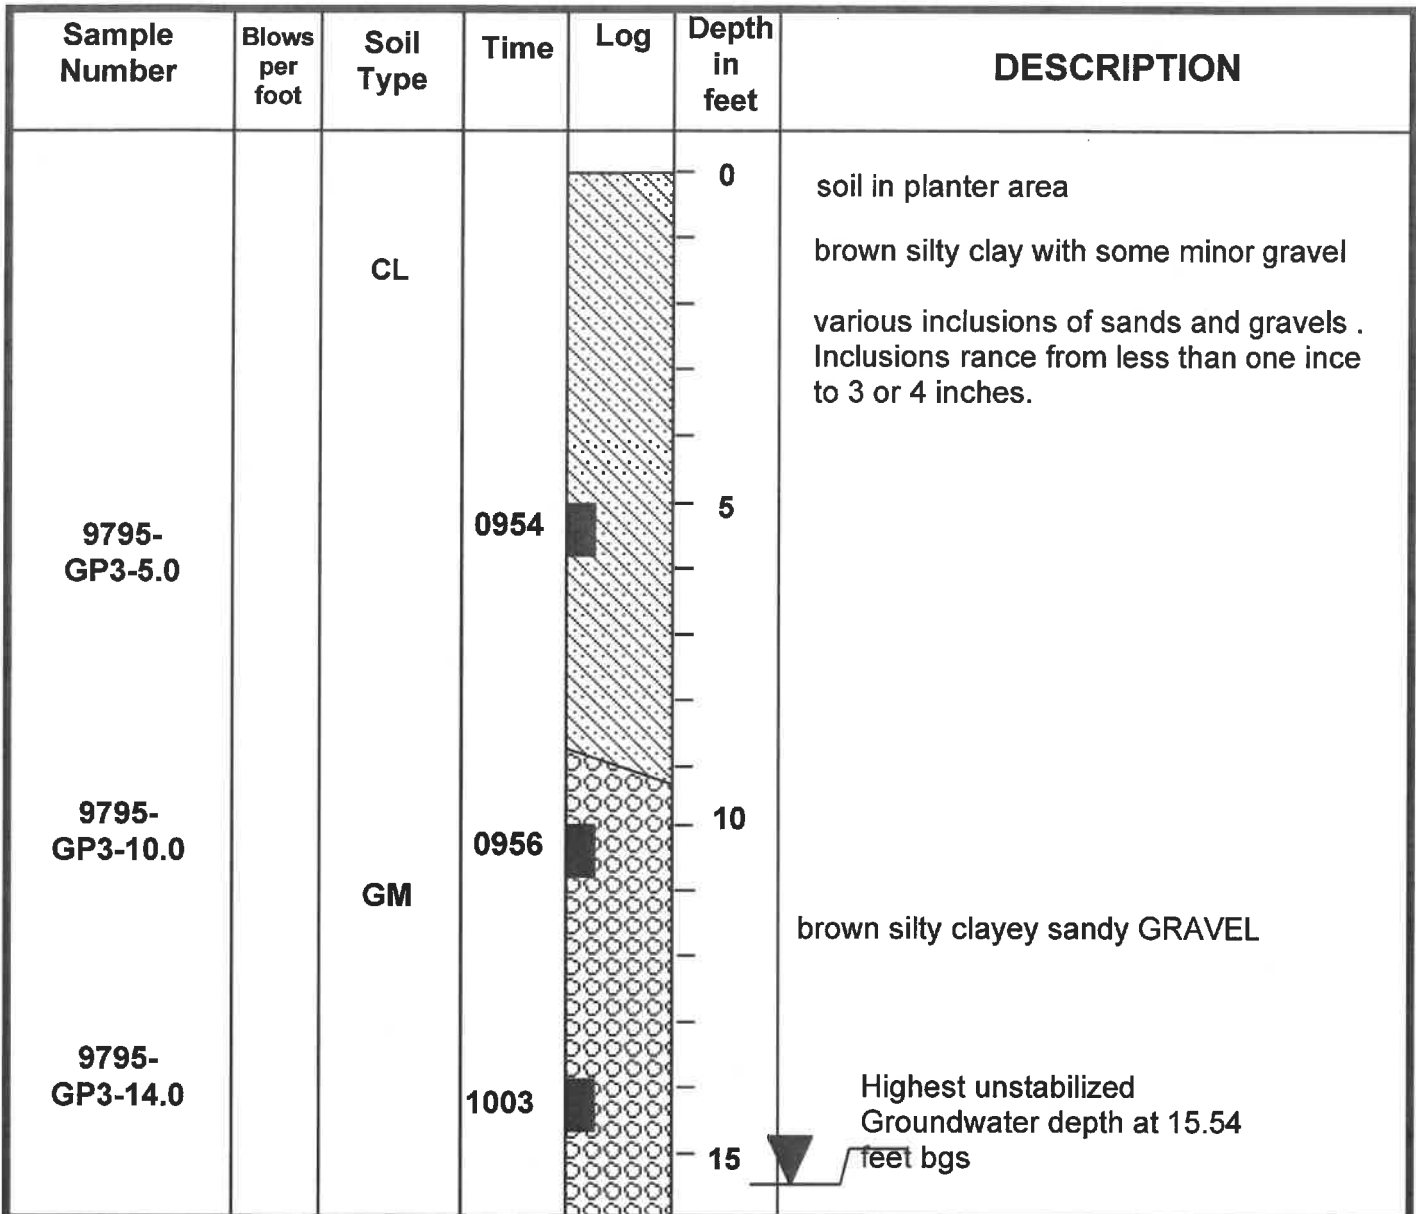 Sample
Number
Blows
per
foot
Soil
Type
Time
Log
Depth
in
feet
DESCRIPTION
0
soil in planter area
brown silty clay with some minor gravel
CL
various inclusions of sands and gravels .
Inclusions rance from less than one ince
to 3 or 4 inches.
9795-
GP3-5.0
0954
5
9795-
GP3-10.0
0956
10
GM
brown silty clayey sandy GRAVEL
9795-
GP3-14.0
1003
Highest unstabilized
Groundwater depth at 15.54
feet bgs
15